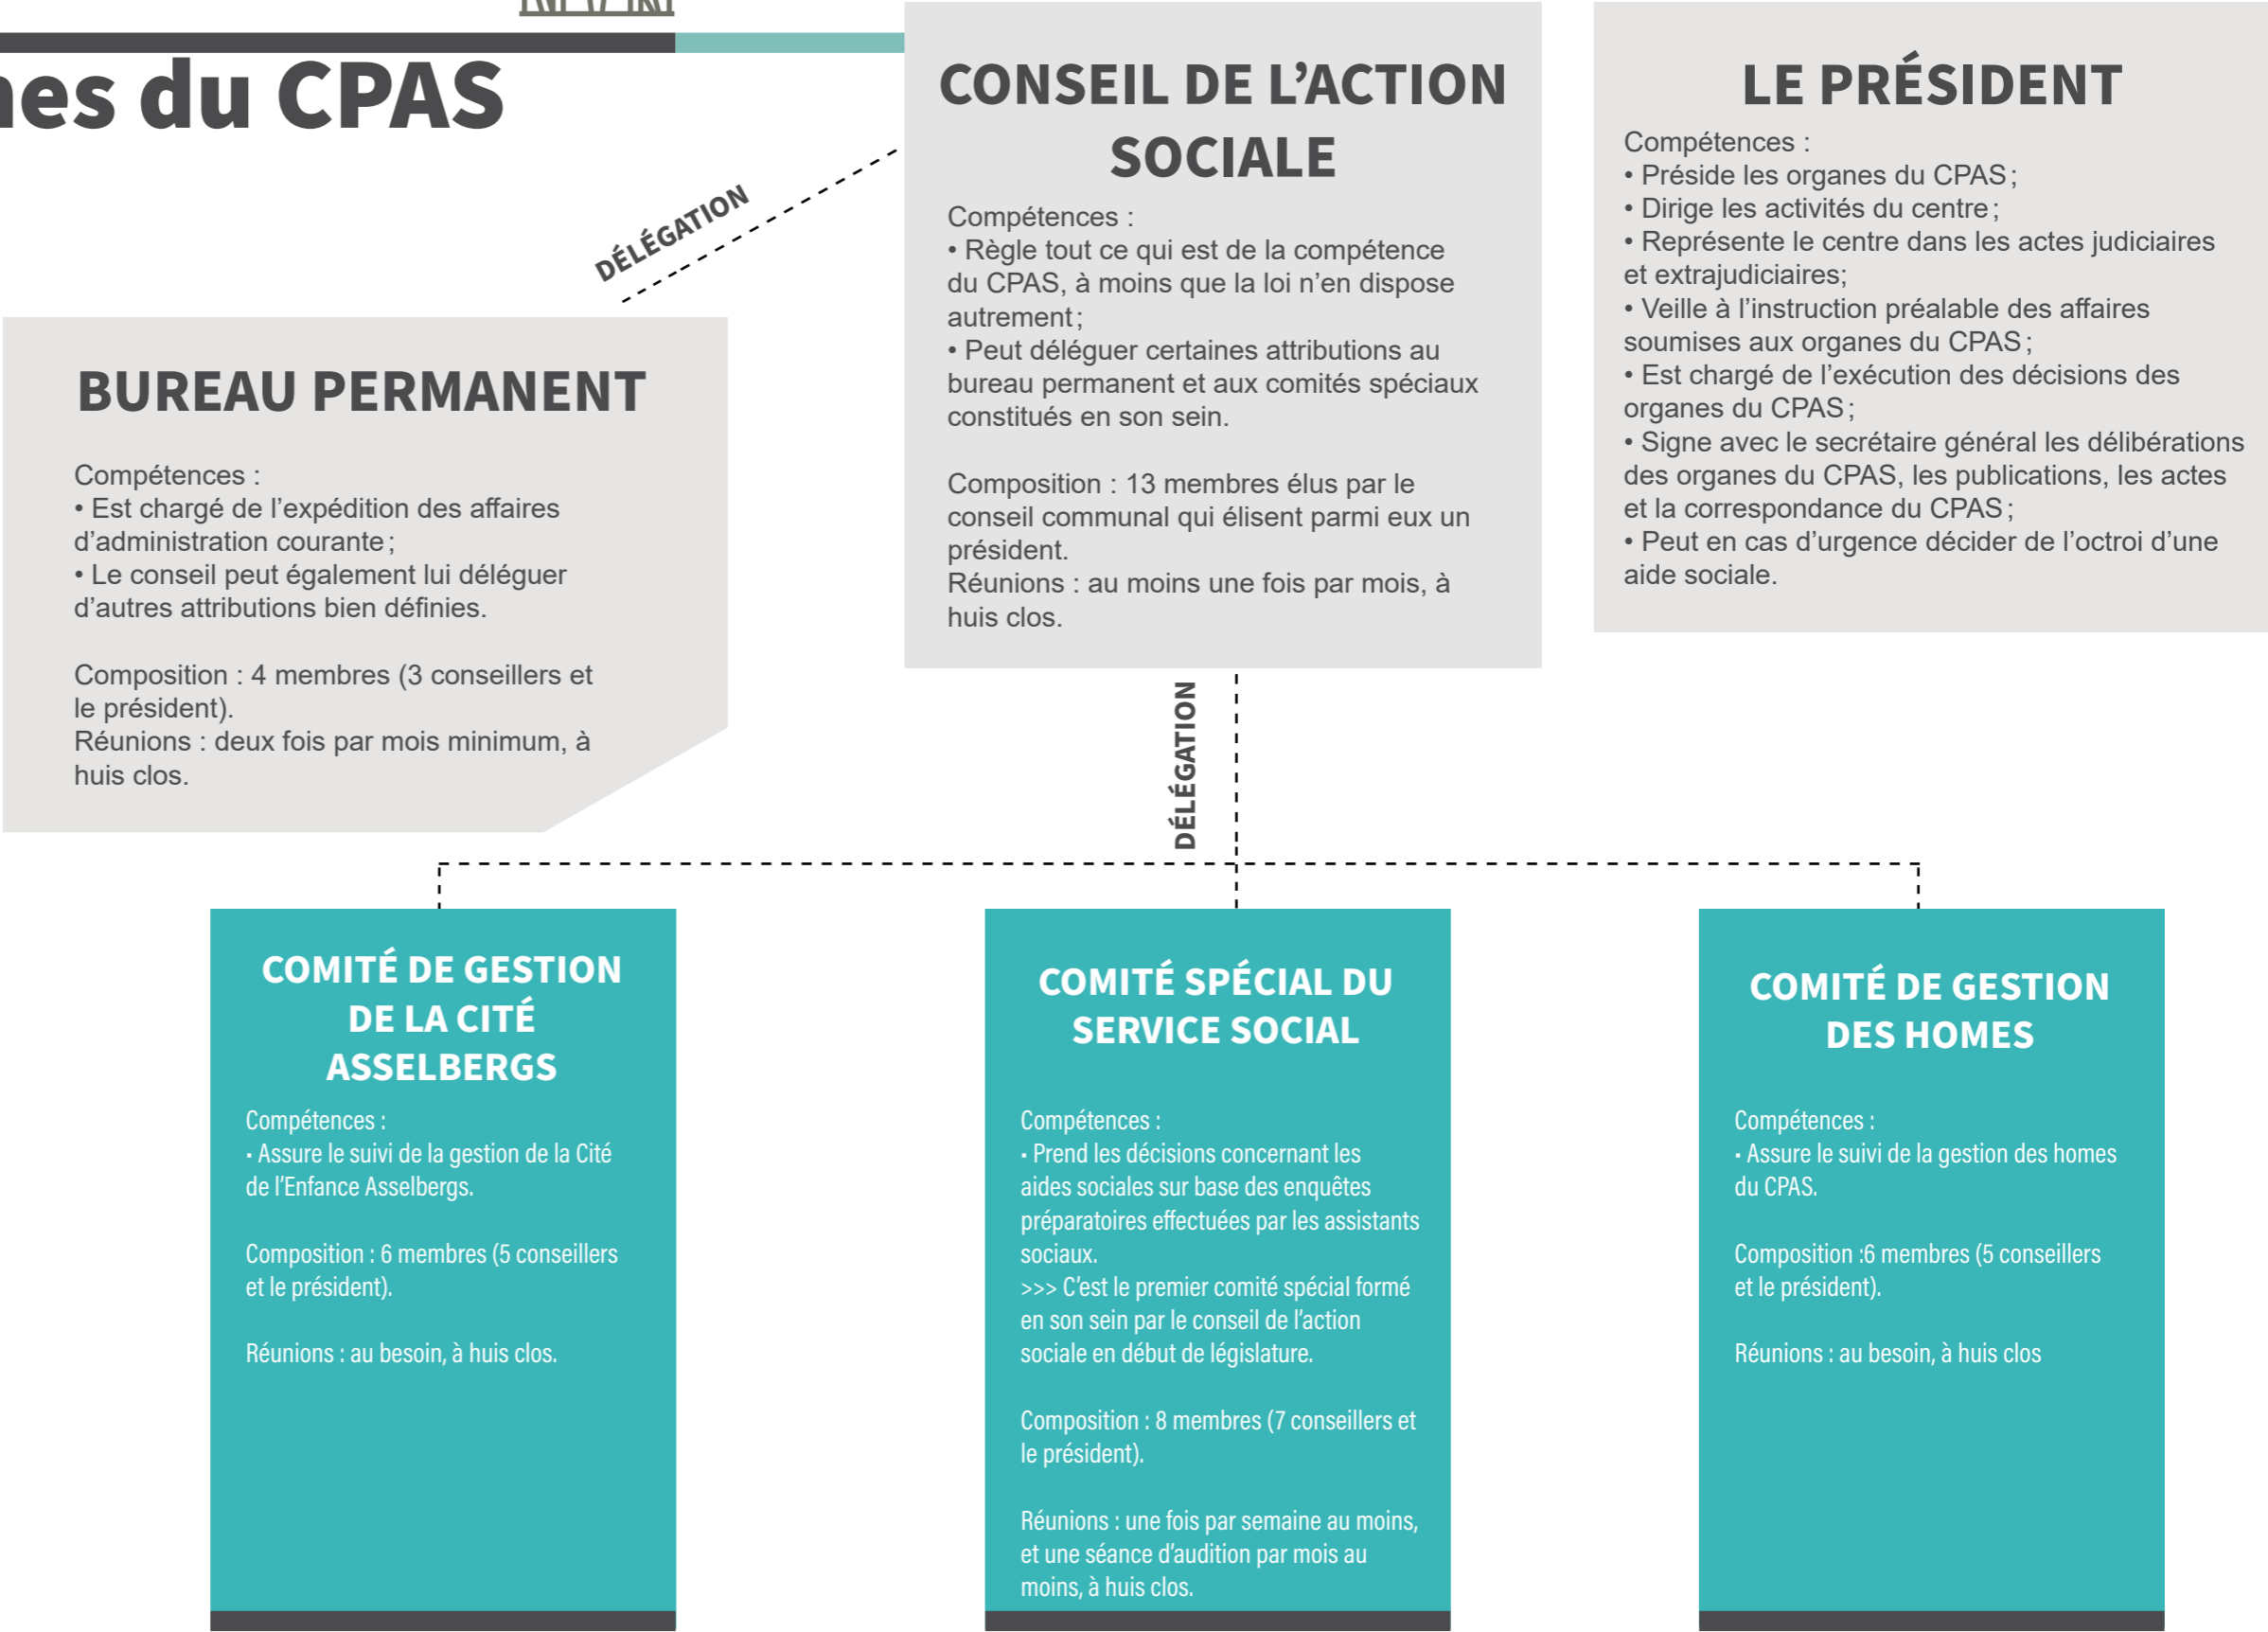 nes du CPAS
CONSEIL DE L’ACTION
SOCIALE
Compétences :
• Règle tout ce qui est de la compétence
du CPAS, à moins que la loi n’en dispose
autrement ;
• Peut déléguer certaines attributions au
bureau permanent et aux comités spéciaux
constitués en son sein.
Composition : 13 membres élus par le
conseil communal qui élisent parmi eux un
président.
Réunions : au moins une fois par mois, à
huis clos.
LE PRÉSIDENT
Compétences :
• Préside les organes du CPAS ;
• Dirige les activités du centre ;
• Représente le centre dans les actes judiciaires
et extrajudiciaires;
• Veille à l’instruction préalable des affaires
soumises aux organes du CPAS ;
• Est chargé de l’exécution des décisions des
organes du CPAS ;
• Signe avec le secrétaire général les délibérations
des organes du CPAS, les publications, les actes
et la correspondance du CPAS ;
• Peut en cas d’urgence décider de l’octroi d’une
aide sociale.
DÉLÉGATION
BUREAU PERMANENT
Compétences :
• Est chargé de l’expédition des affaires
d’administration courante ;
• Le conseil peut également lui déléguer
d’autres attributions bien définies.
Composition : 4 membres (3 conseillers et
le président).
Réunions : deux fois par mois minimum, à
huis clos.
DÉLÉGATION
COMITÉ DE GESTION
DE LA CITÉ
ASSELBERGS
Compétences :
• Assure le suivi de la gestion de la Cité
de l’Enfance Asselbergs.
Composition : 6 membres (5 conseillers
et le président).
Réunions : au besoin, à huis clos.
COMITÉ SPÉCIAL DU
SERVICE SOCIAL
Compétences :
• Prend les décisions concernant les
aides sociales sur base des enquêtes
préparatoires effectuées par les assistants
sociaux.
>>> C’est le premier comité spécial formé
en son sein par le conseil de l’action
sociale en début de législature.
Composition : 8 membres (7 conseillers et
le président).
Réunions : une fois par semaine au moins,
et une séance d’audition par mois au
moins, à huis clos.
COMITÉ DE GESTION
DES HOMES
Compétences :
• Assure le suivi de la gestion des homes
du CPAS.
Composition :6 membres (5 conseillers
et le président).
Réunions : au besoin, à huis clos